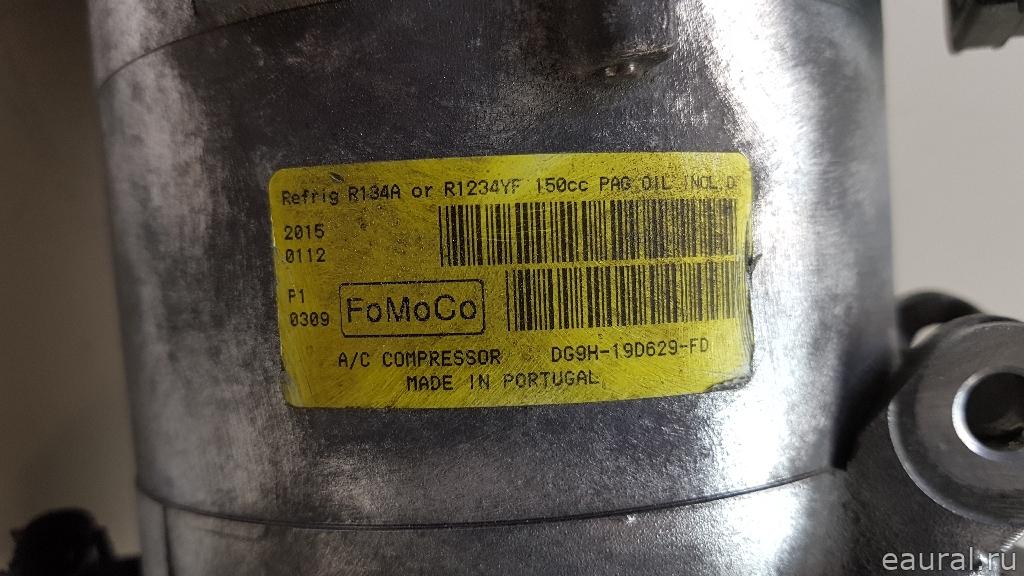 Refrig R134A or R1234YF 150cc PAG OIL INCL D
2015
0112
P1
0309
FoMoCo
A/C COMPRESSOR DG9H-19D629-FD
MADE IN PORTUGAL
eaural.ru